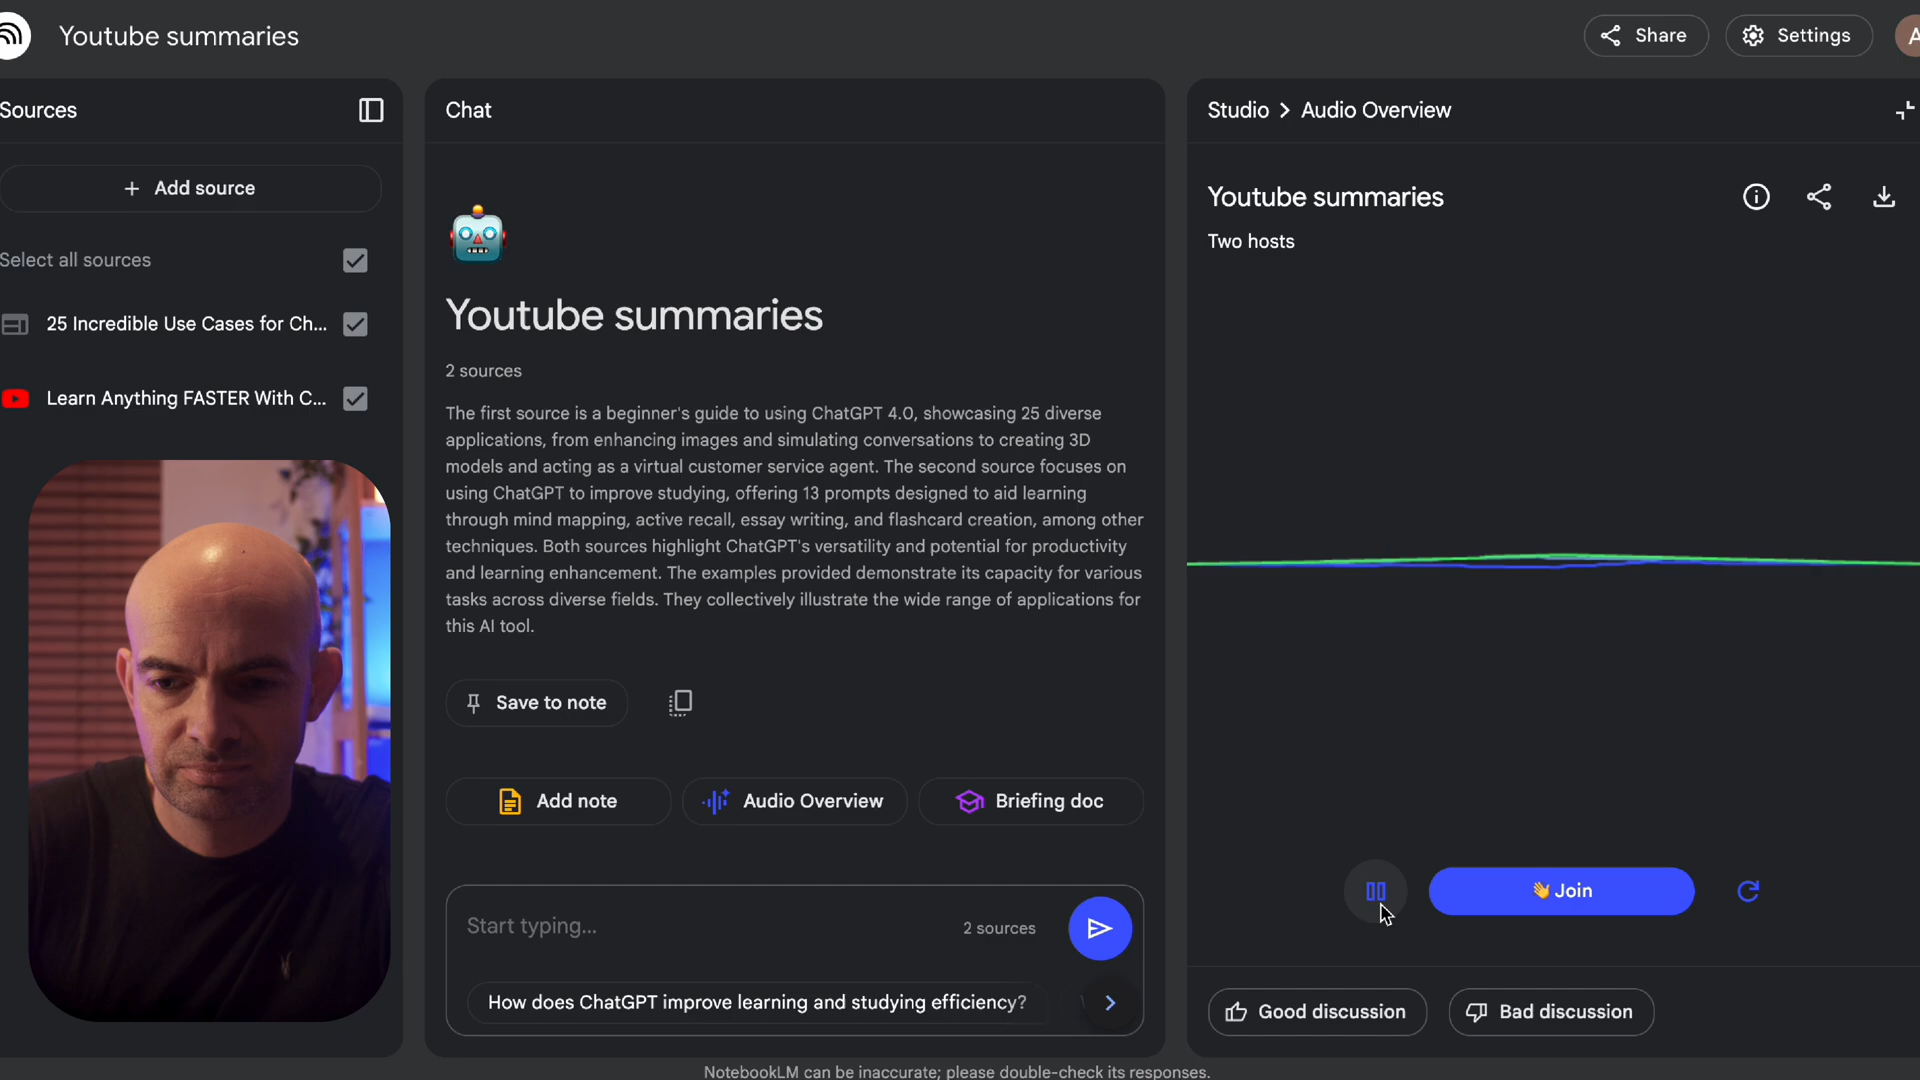 Youtube summaries
Share
Settings
A
Sources
Add source
Select all sources
25 Incredible Use Cases for Ch...
Learn Anything FASTER With C...
Chat
Youtube summaries
2 sources
The first source is a beginner's guide to using ChatGPT 4.0, showcasing 25 diverse
applications, from enhancing images and simulating conversations to creating 3D
models and acting as a virtual customer service agent. The second source focuses on
using ChatGPT to improve studying, offering 13 prompts designed to aid learning
through mind mapping, active recall, essay writing, and flashcard creation, among other
techniques. Both sources highlight ChatGPT's versatility and potential for productivity
and learning enhancement. The examples provided demonstrate its capacity for various
tasks across diverse fields. They collectively illustrate the wide range of applications for
this AI tool.
Save to note
Add note
Audio Overview
Briefing doc
Start typing...
2 sources
How does ChatGPT improve learning and studying efficiency?
Studio > Audio Overview
Youtube summaries
Two hosts
👋 Join
Good discussion
Bad discussion
NotebookLM can be inaccurate; please double-check its responses.